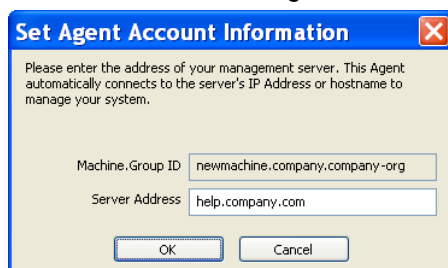 Set Agent Account Information
Please enter the address of your management server. This Agent
automatically connects to the server's IP Address or hostname to
manage your system.
Machine.Group ID newmachine.company.company-org
Server Address help.company.com
OK Cancel